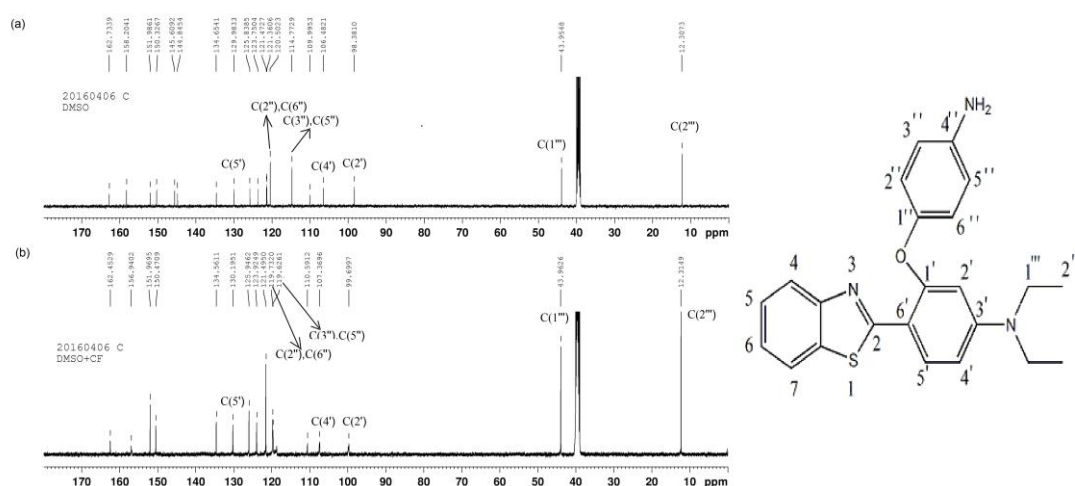 (a)
162.7339
158.2041
151.9861
150.3267
145.6092
144.8454
134.6541
129.9833
125.8385
123.7504
121.4727
121.3606
120.5023
114.7729
109.9953
106.4821
98.3810
43.9548
12.3073
20160406 C
DMSO
C(2''),C(6'')
C(3''),C(5'')
C(5')
C(4')
C(2')
C(1''')
C(2''')
170 160 150 140 130 120 110 100 90 80 70 60 50 40 30 20 10 ppm
(b)
162.4529
156.9402
151.9695
150.4709
134.5611
130.1951
125.9462
123.9249
121.4950
119.7320
119.6261
110.5912
107.3696
99.6997
43.9626
12.3149
20160406 C
DMSO+CF
C(3''),C(5'')
C(2''),C(6'')
C(5')
C(4')
C(2')
C(1''')
C(2''')
170 160 150 140 130 120 110 100 90 80 70 60 50 40 30 20 10 ppm
NH2
3''
4''
2''
5''
1''
6''
O
1'
2'
1'''
2'
4
3
N
5
6
7
S
1
2
6'
3'
N
5'
4'